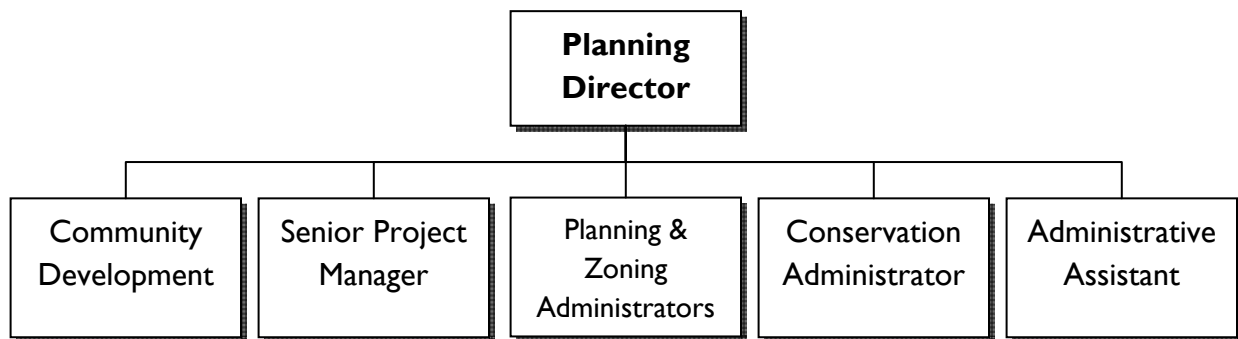 Planning
Director
Community
Development
Senior Project
Manager
Planning &
Zoning
Administrators
Conservation
Administrator
Administrative
Assistant